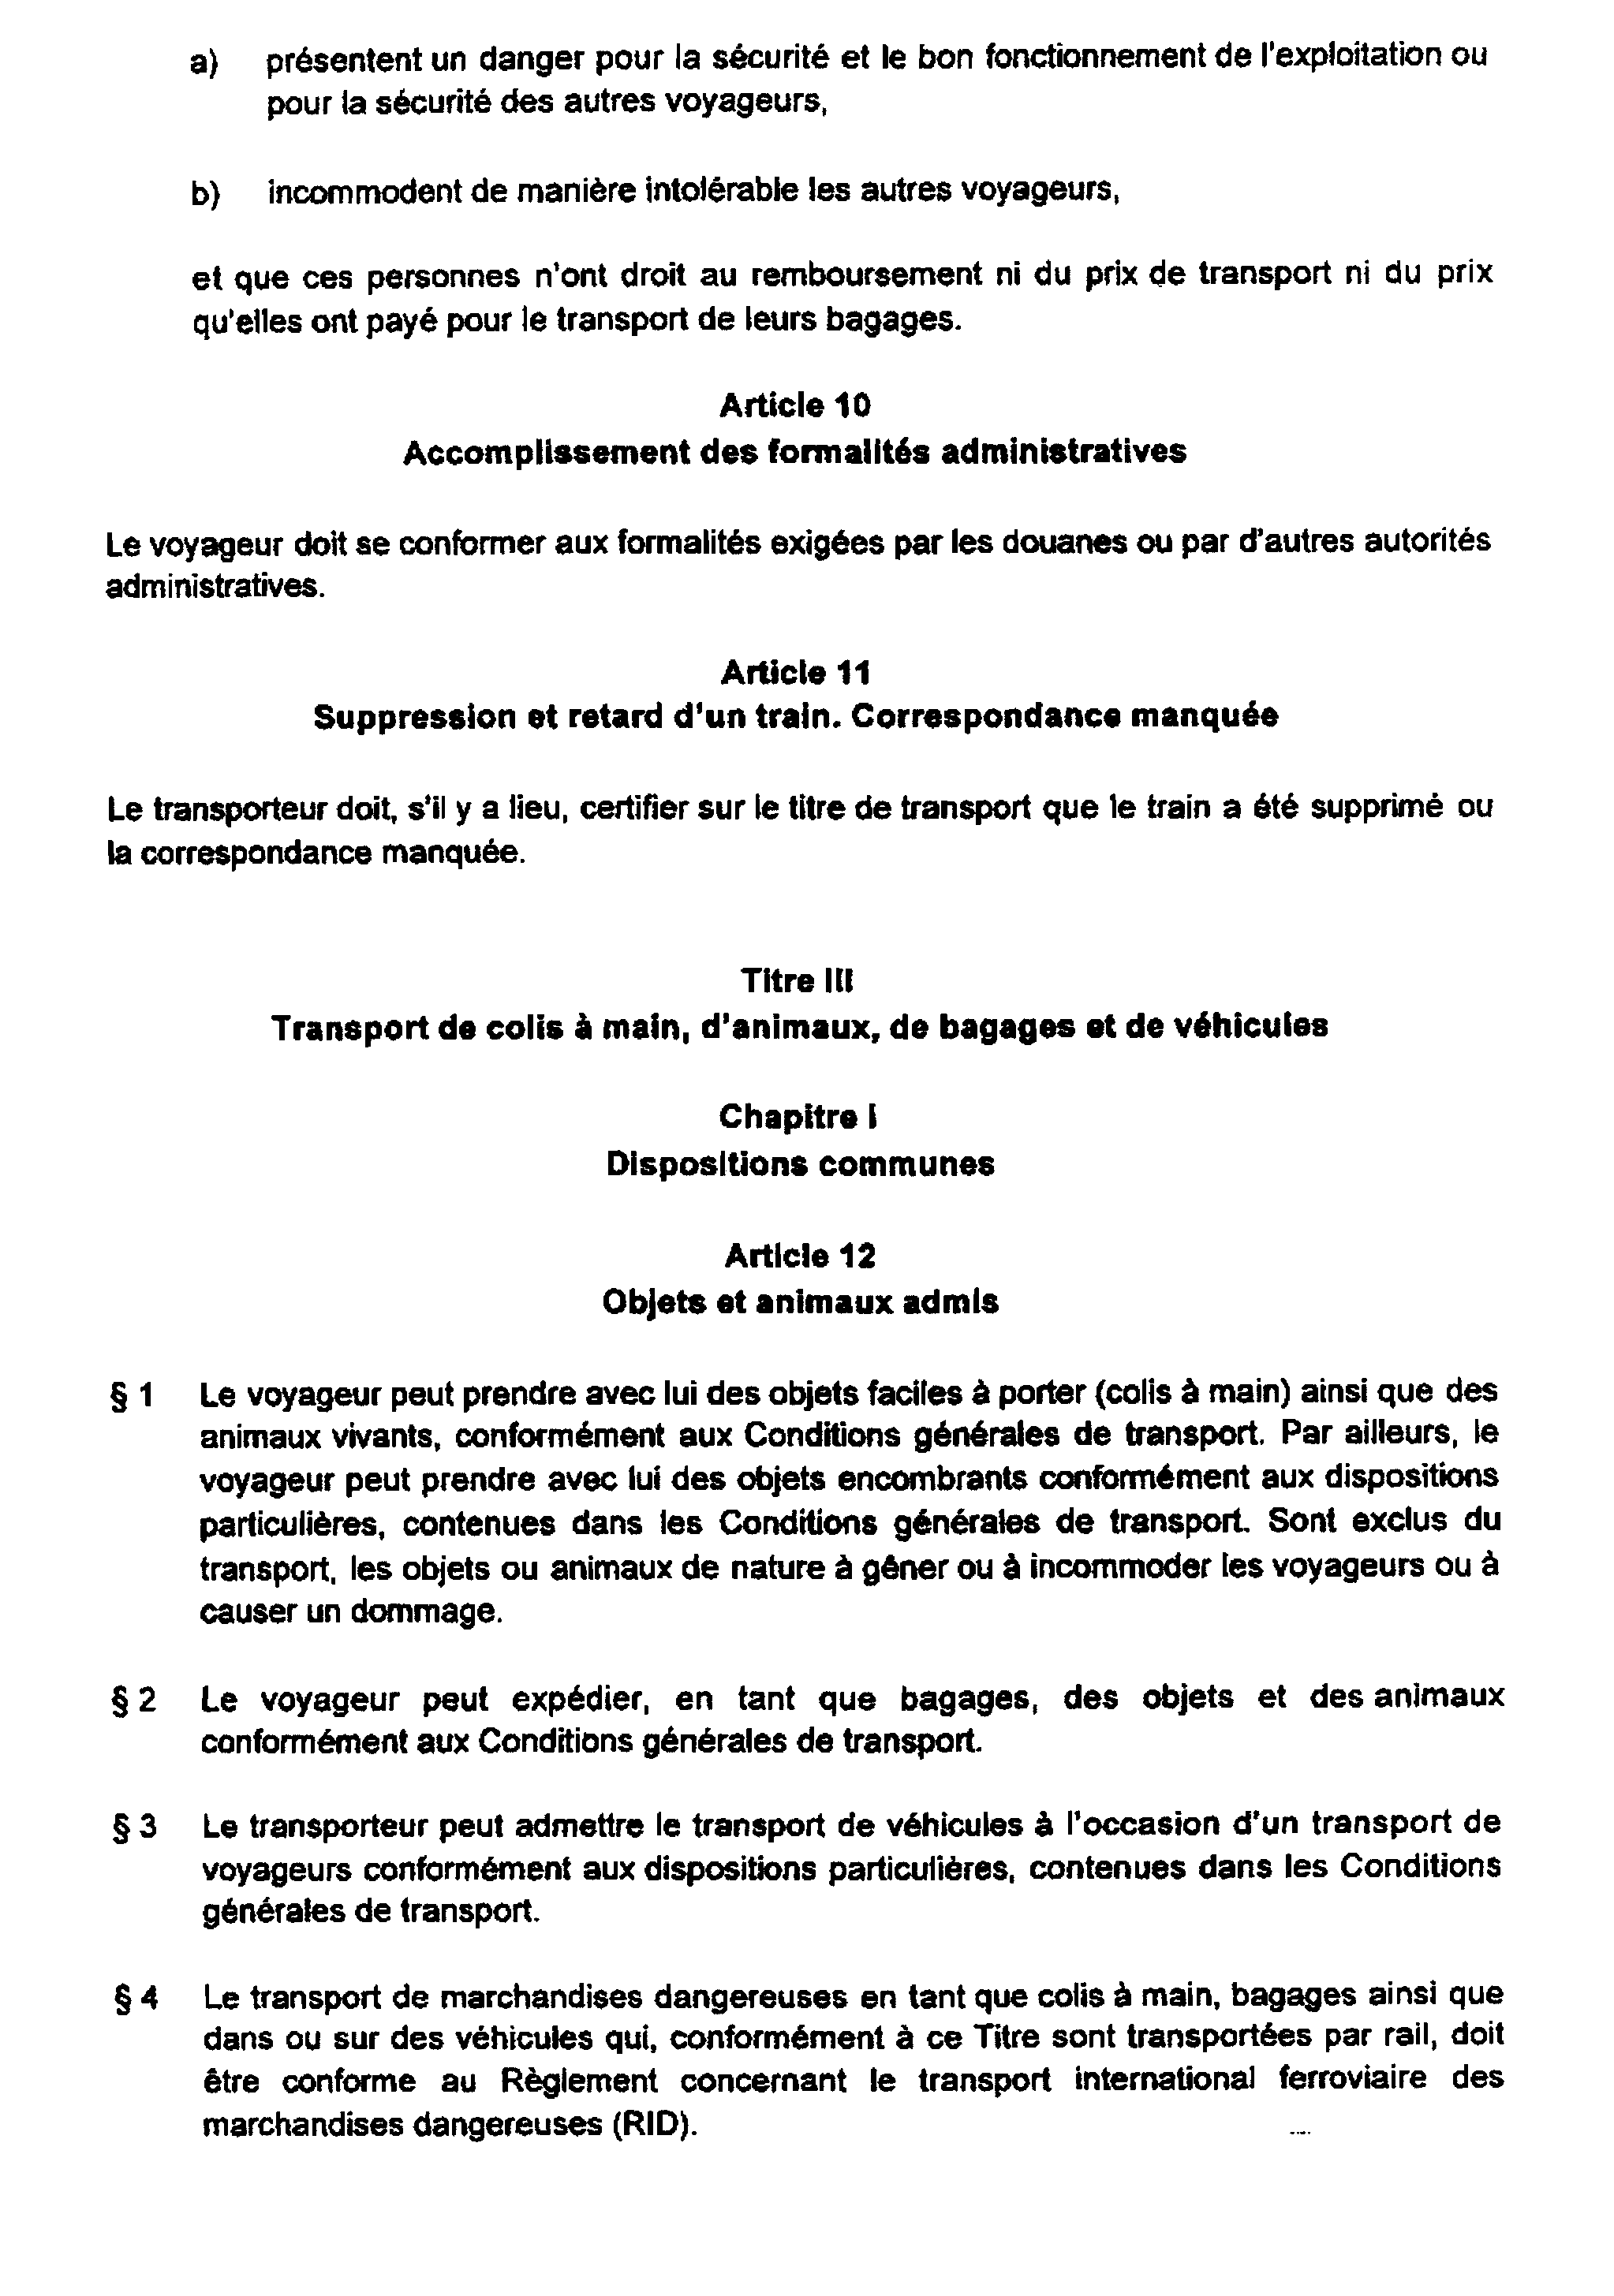 a) présentent un danger pour la sécurité et le bon fonctionnement de l'exploitation ou
pour la sécurité des autres voyageurs,
b) incommodent de manière intolérable les autres voyageurs,
et que ces personnes n'ont droit au remboursement ni du prix de transport ni du prix
qu'elles ont payé pour le transport de leurs bagages.
Article 10
Accomplissement des formalités administratives
Le voyageur doit se conformer aux formalités exigées par les douanes ou par d'autres autorités
administratives.
Article 11
Suppression et retard d'un train. Correspondance manquée
Le transporteur doit, s'il y a lieu, certifier sur le titre de transport que le train a été supprimé ou
la correspondance manquée.
Titre III
Transport de colis à main, d'animaux, de bagages et de véhicules
Chapitre I
Dispositions communes
Article 12
Objets et animaux admis
§ 1 Le voyageur peut prendre avec lui des objets faciles à porter (colis à main) ainsi que des
animaux vivants, conformément aux Conditions générales de transport. Par ailleurs, le
voyageur peut prendre avec lui des objets encombrants conformément aux dispositions
particulières, contenues dans les Conditions générales de transport. Sont exclus du
transport, les objets ou animaux de nature à gêner ou à incommoder les voyageurs ou à
causer un dommage.
§ 2 Le voyageur peut expédier, en tant que bagages, des objets et des animaux
conformément aux Conditions générales de transport.
§ 3 Le transporteur peut admettre le transport de véhicules à l'occasion d'un transport de
voyageurs conformément aux dispositions particulières, contenues dans les Conditions
générales de transport.
§ 4 Le transport de marchandises dangereuses en tant que colis à main, bagages ainsi que
dans ou sur des véhicules qui, conformément à ce Titre sont transportées par rail, doit
être conforme au Règlement concernant le transport international ferroviaire des
marchandises dangereuses (RID).